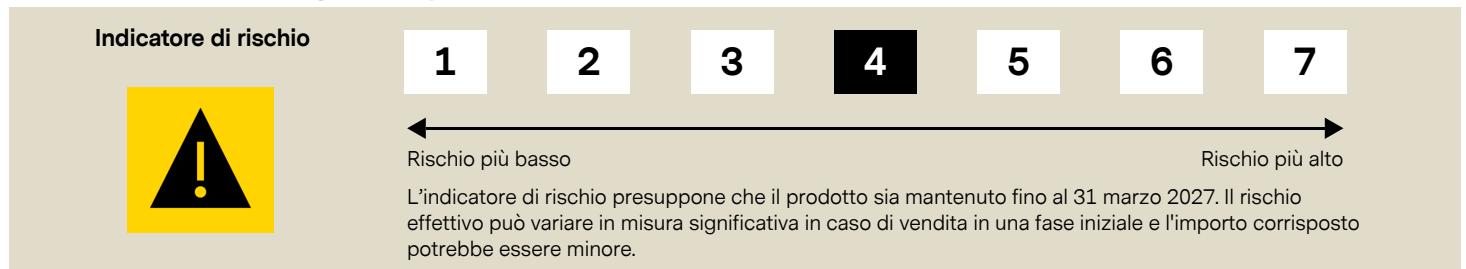 Indicatore di rischio
1 2 3 4 5 6 7
Rischio più basso Rischio più alto
L’indicatore di rischio presuppone che il prodotto sia mantenuto fino al 31 marzo 2027. Il rischio
effettivo può variare in misura significativa in caso di vendita in una fase iniziale e l'importo corrisposto
potrebbe essere minore.